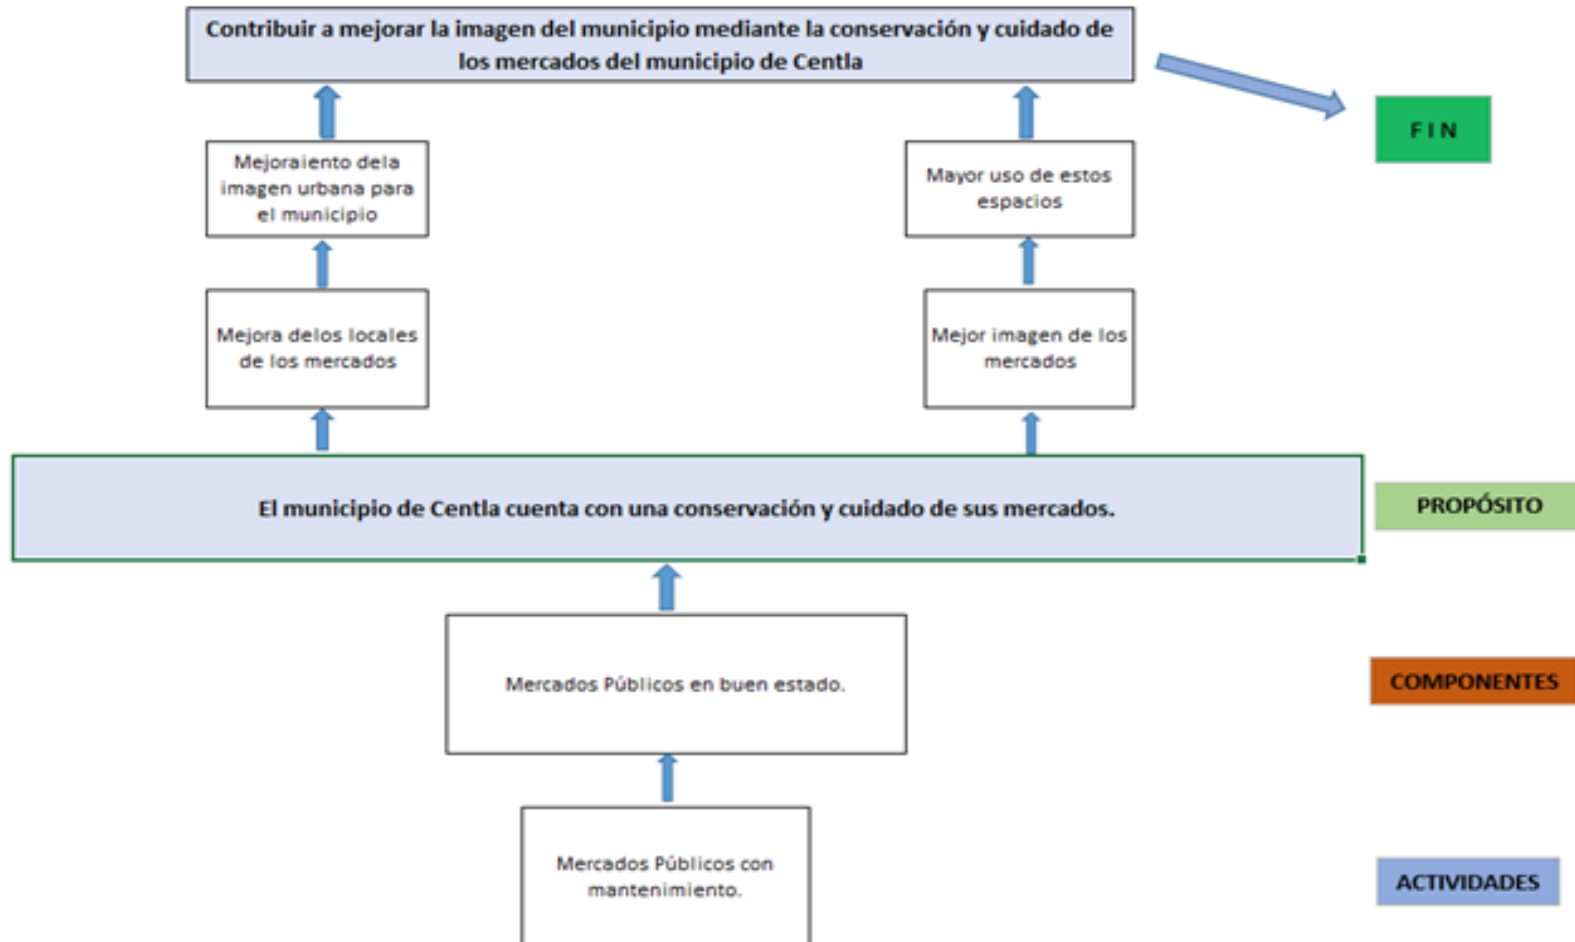 Contribuir a mejorar la imagen del municipio mediante la conservación y cuidado de
los mercados del municipio de Centla
F I N
Mejoraiento dela
imagen urbana para
el municipio
Mayor uso de estos
espacios
Mejora delos locales
de los mercados
Mejor imagen de los
mercados
El municipio de Centla cuenta con una conservación y cuidado de sus mercados.
PROPÓSITO
Mercados Públicos en buen estado.
COMPONENTES
Mercados Públicos con
mantenimiento.
ACTIVIDADES